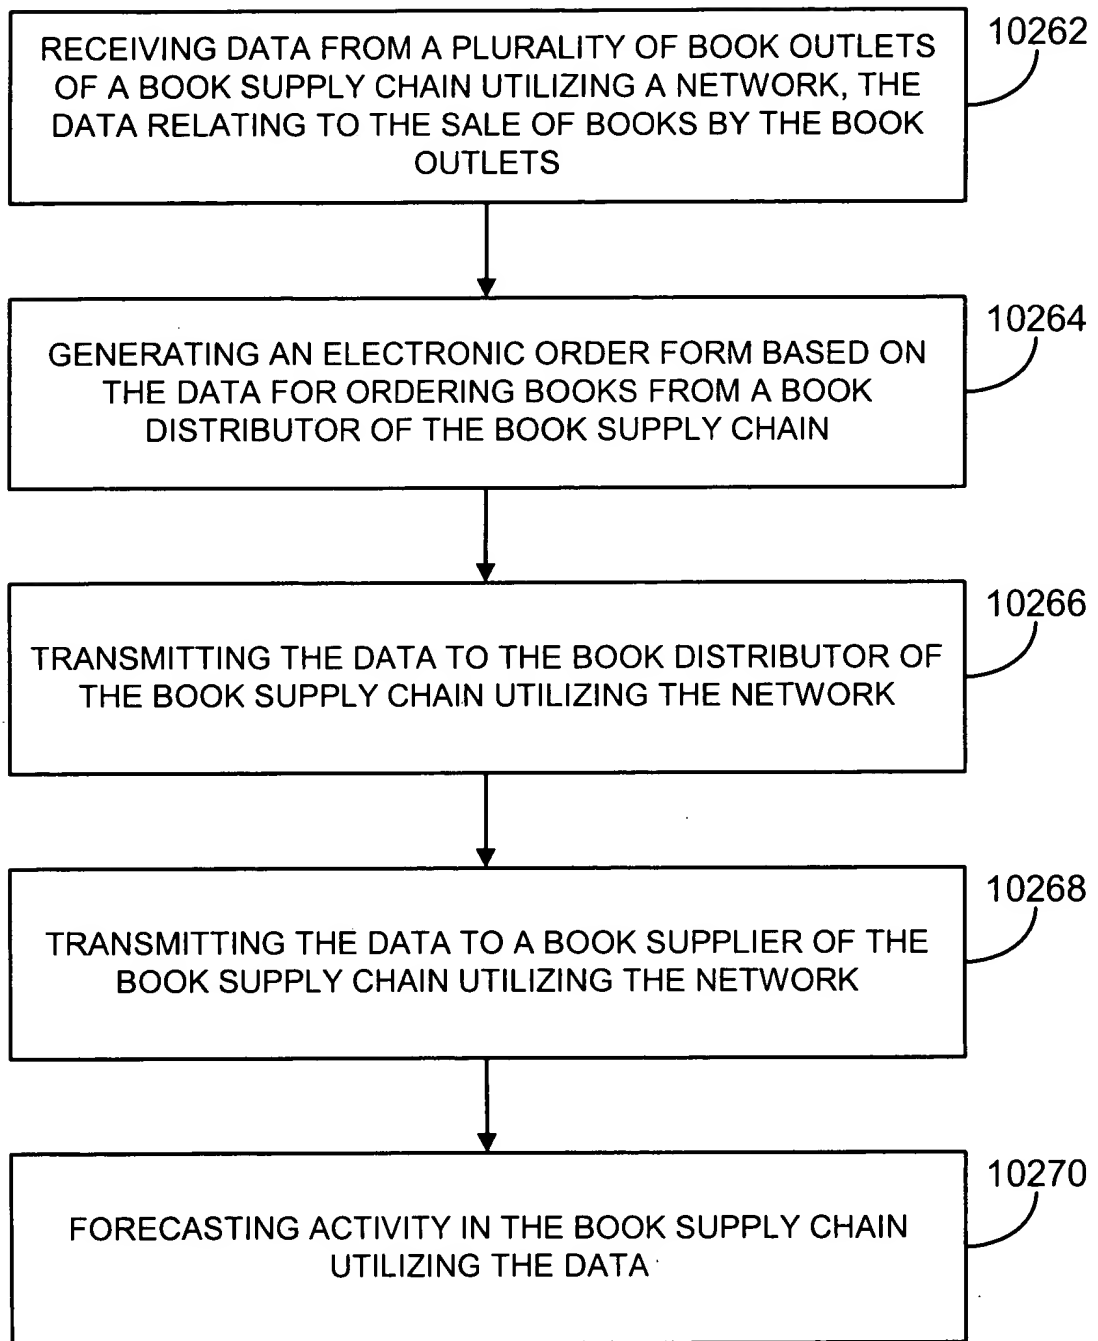 RECEIVING DATA FROM A PLURALITY OF BOOK OUTLETS
OF A BOOK SUPPLY CHAIN UTILIZING A NETWORK, THE
DATA RELATING TO THE SALE OF BOOKS BY THE BOOK
OUTLETS
10262
GENERATING AN ELECTRONIC ORDER FORM BASED ON
THE DATA FOR ORDERING BOOKS FROM A BOOK
DISTRIBUTOR OF THE BOOK SUPPLY CHAIN
10264
TRANSMITTING THE DATA TO THE BOOK DISTRIBUTOR OF
THE BOOK SUPPLY CHAIN UTILIZING THE NETWORK
10266
TRANSMITTING THE DATA TO A BOOK SUPPLIER OF THE
BOOK SUPPLY CHAIN UTILIZING THE NETWORK
10268
FORECASTING ACTIVITY IN THE BOOK SUPPLY CHAIN
UTILIZING THE DATA
10270